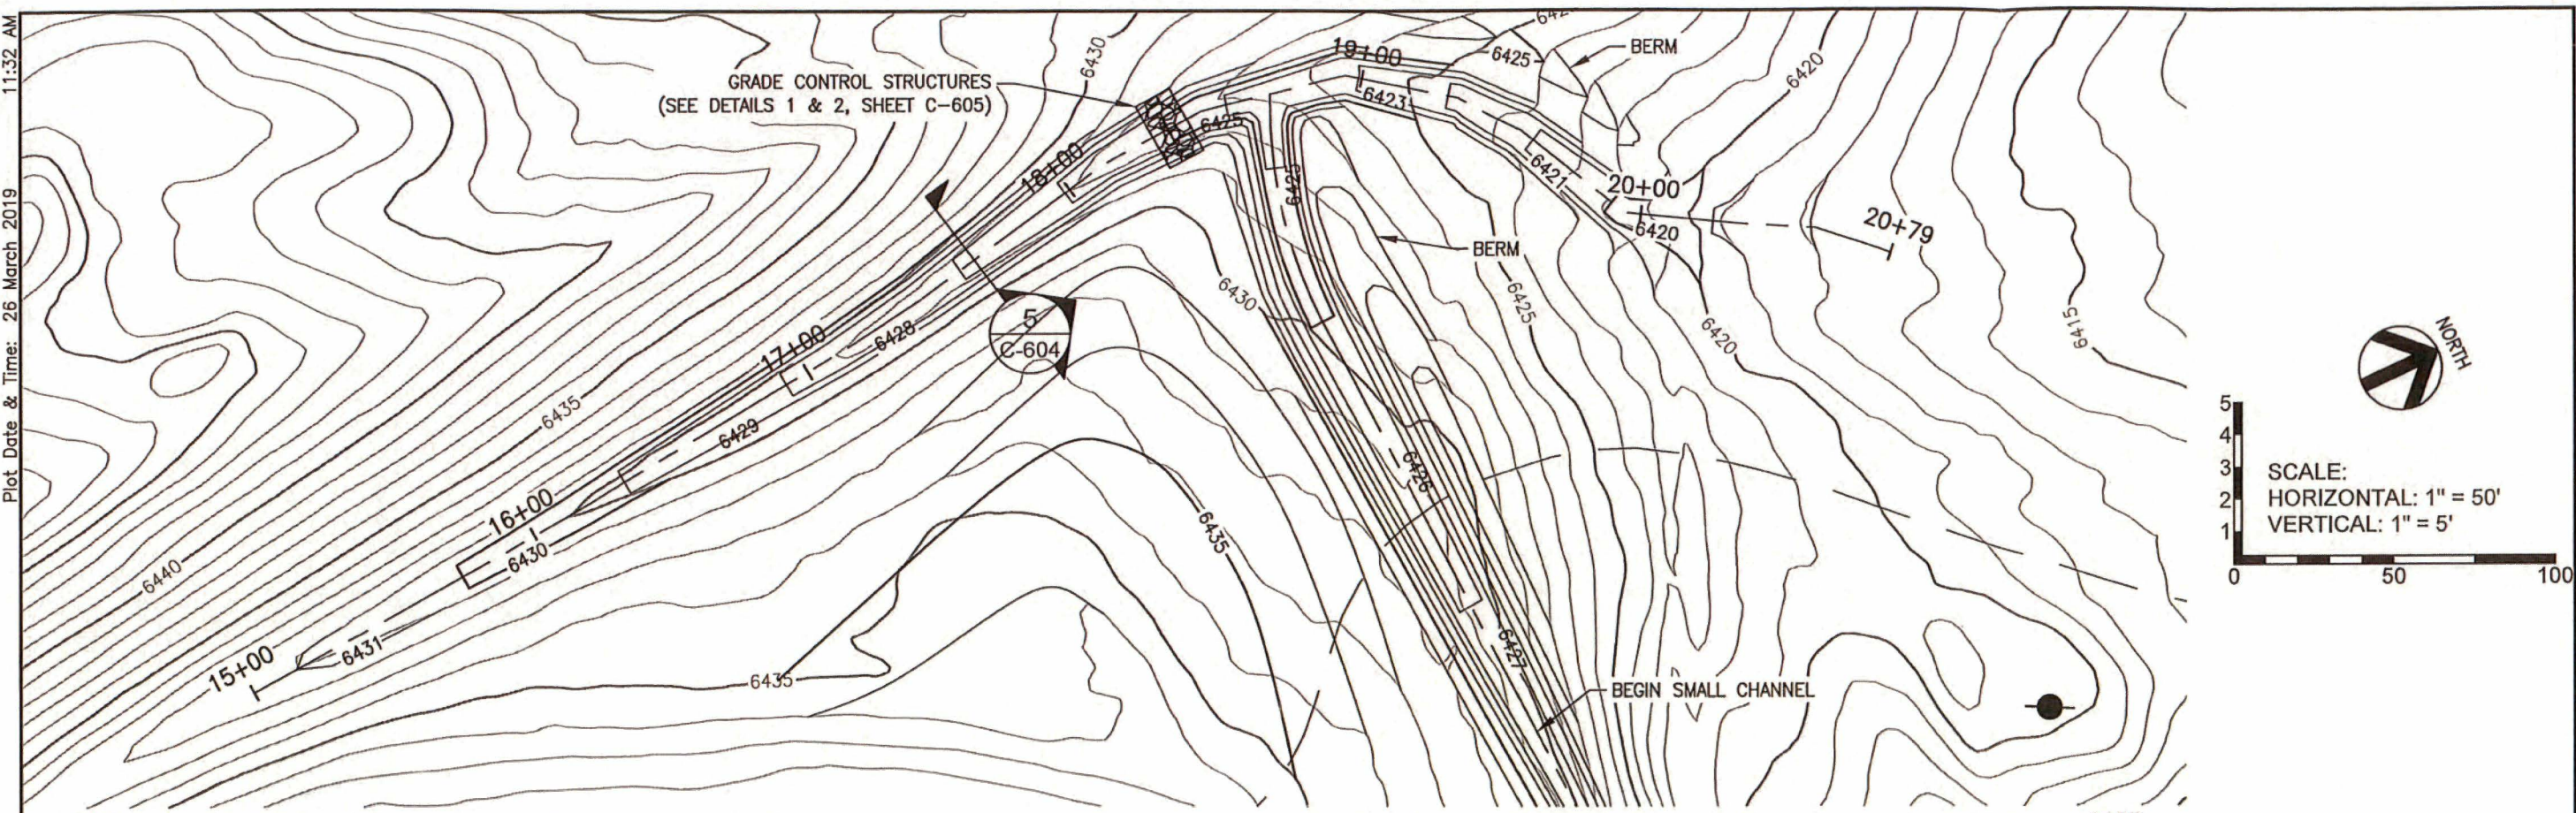 Plot Date & Time: 26 March 2019 11:32 AM
GRADE CONTROL STRUCTURES
(SEE DETAILS 1 & 2, SHEET C-605)
6430
19+00
6425
BERM
6420
6423
6425
18+00
6425
6421
20+00
6420
20+79
BERM
6430
6425
6420
6415
5
C-604
17+00
6428
6435
6429
16+00
6430
6440
6426
6435
15+00
6431
6435
6427
BEGIN SMALL CHANNEL
NORTH
5
4
3
2
1
SCALE:
HORIZONTAL: 1" = 50'
VERTICAL: 1" = 5'
0 50 100